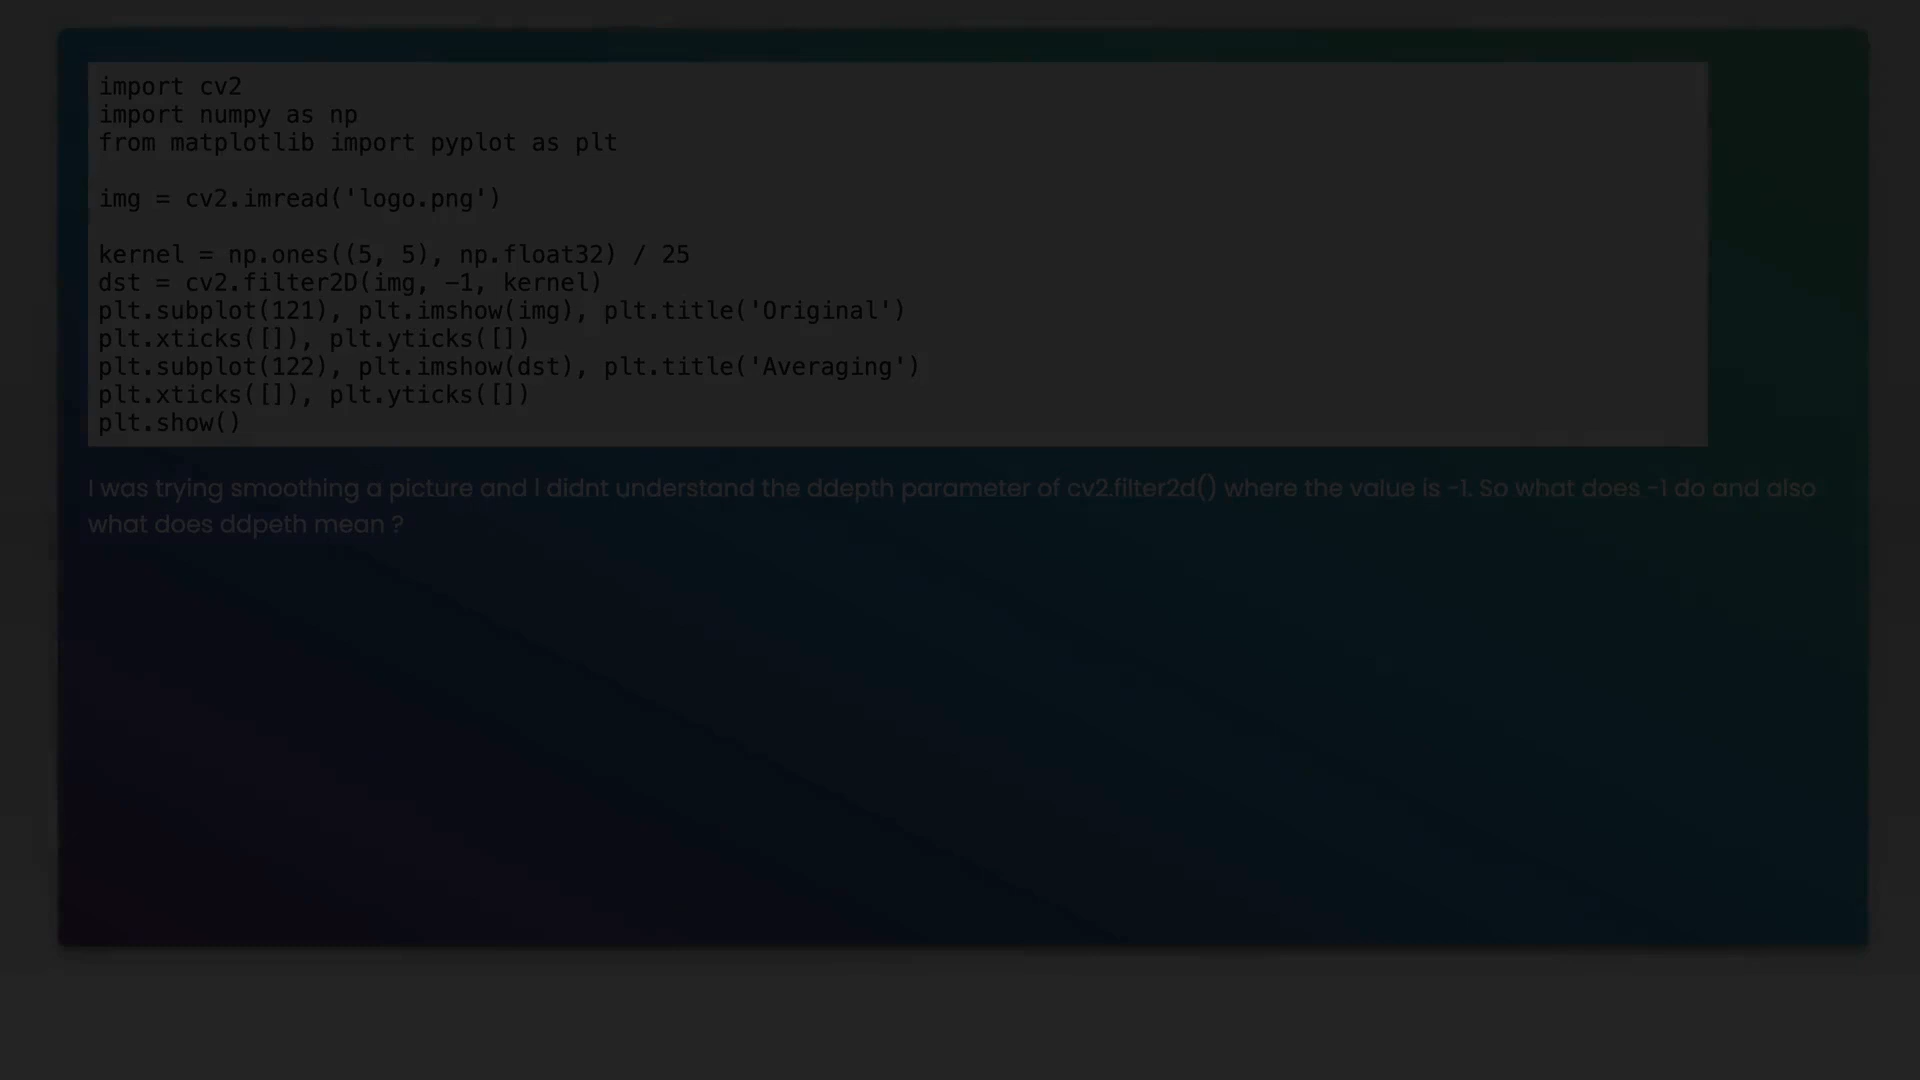 import cv2
import numpy as np
from matplotlib import pyplot as plt
img = cv2.imread('logo.png')
kernel = np.ones((5, 5), np.float32) / 25
dst = cv2.filter2D(img, -1, kernel)
plt.subplot(121), plt.imshow(img), plt.title('Original')
plt.xticks([]), plt.yticks([])
plt.subplot(122), plt.imshow(dst), plt.title('Averaging')
plt.xticks([]), plt.yticks([])
plt.show()
I was trying smoothing a picture and I didnt understand the ddepth parameter of cv2.filter2d() where the value is -1. So what does -1 do and also
what does ddpeth mean ?